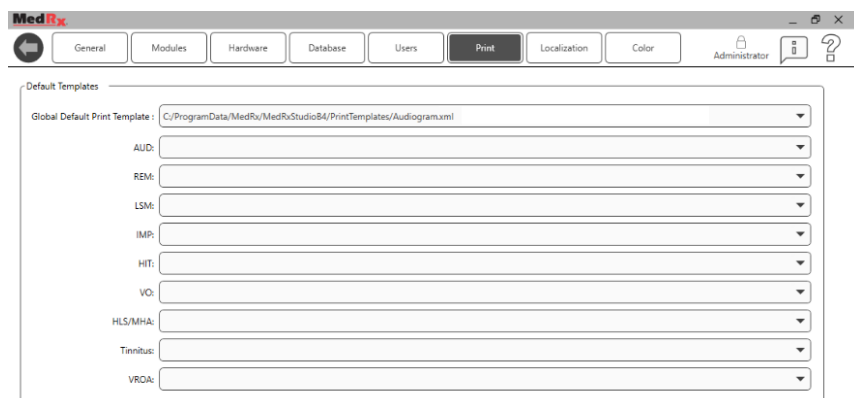 MedRx
General Modules Hardware Database Users Print Localization Color Administrator
Default Templates
Global Default Print Template : C:/ProgramData/MedRx/MedRxStudioB4/PrintTemplates/Audiogram.xml
AUD:
REM:
LSM:
IMP:
HIT:
VO:
HLS/MHA:
Tinnitus:
VROA: